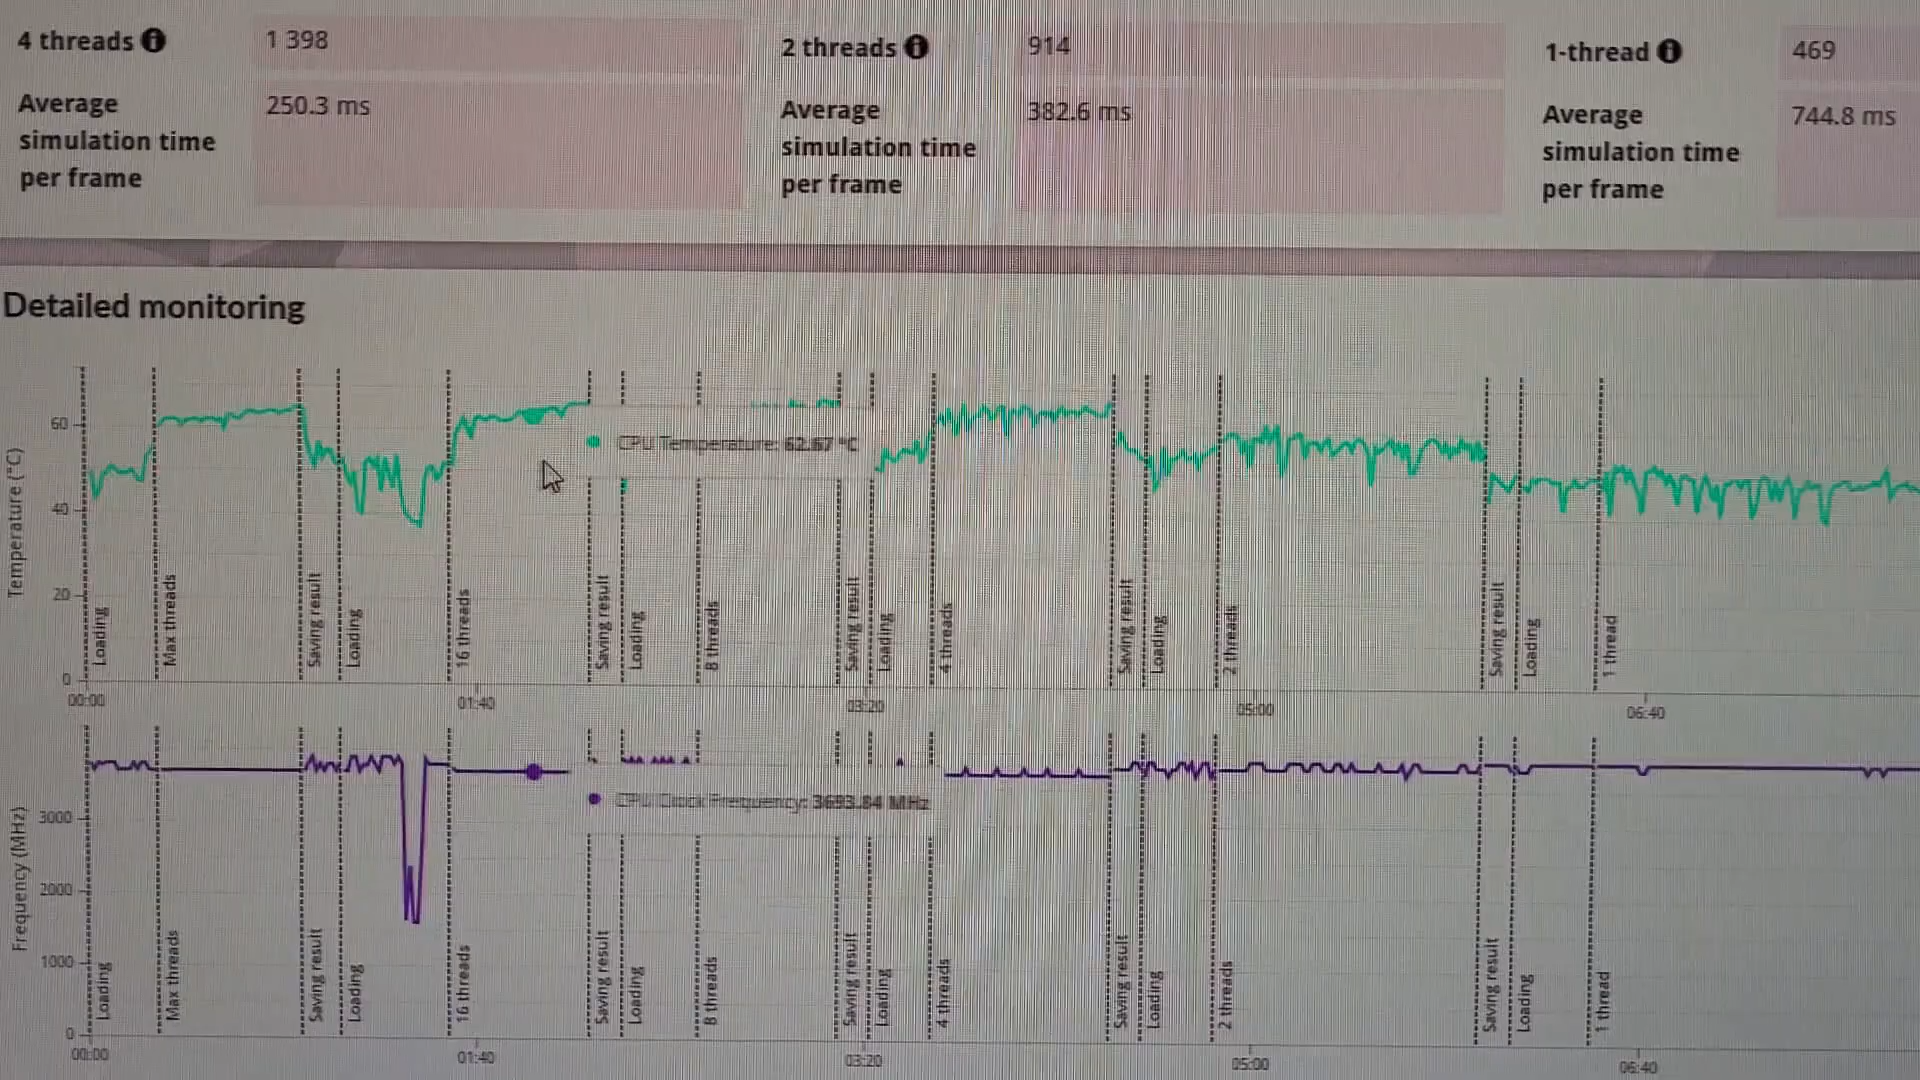 4 threads
1 398
2 threads
914
1-thread
469
Average
simulation time
per frame
250.3 ms
Average
simulation time
per frame
382.6 ms
Average
simulation time
per frame
744.8 ms
Detailed monitoring
Temperature (°C)
60
40
20
0
CPU Temperature: 62.67 °C
Loading
Max threads
Saving result
Loading
16 threads
Saving result
Loading
8 threads
Saving result
Loading
4 threads
Saving result
Loading
2 threads
Saving result
Loading
1 thread
00:00
01:40
03:20
05:00
06:40
Frequency (MHz)
3000
2000
1000
0
CPU Clock Frequency: 3693.84 MHz
Loading
Max threads
Saving result
Loading
16 threads
Saving result
Loading
8 threads
Saving result
Loading
4 threads
Saving result
Loading
2 threads
Saving result
Loading
1 thread
00:00
01:40
03:20
05:00
06:40